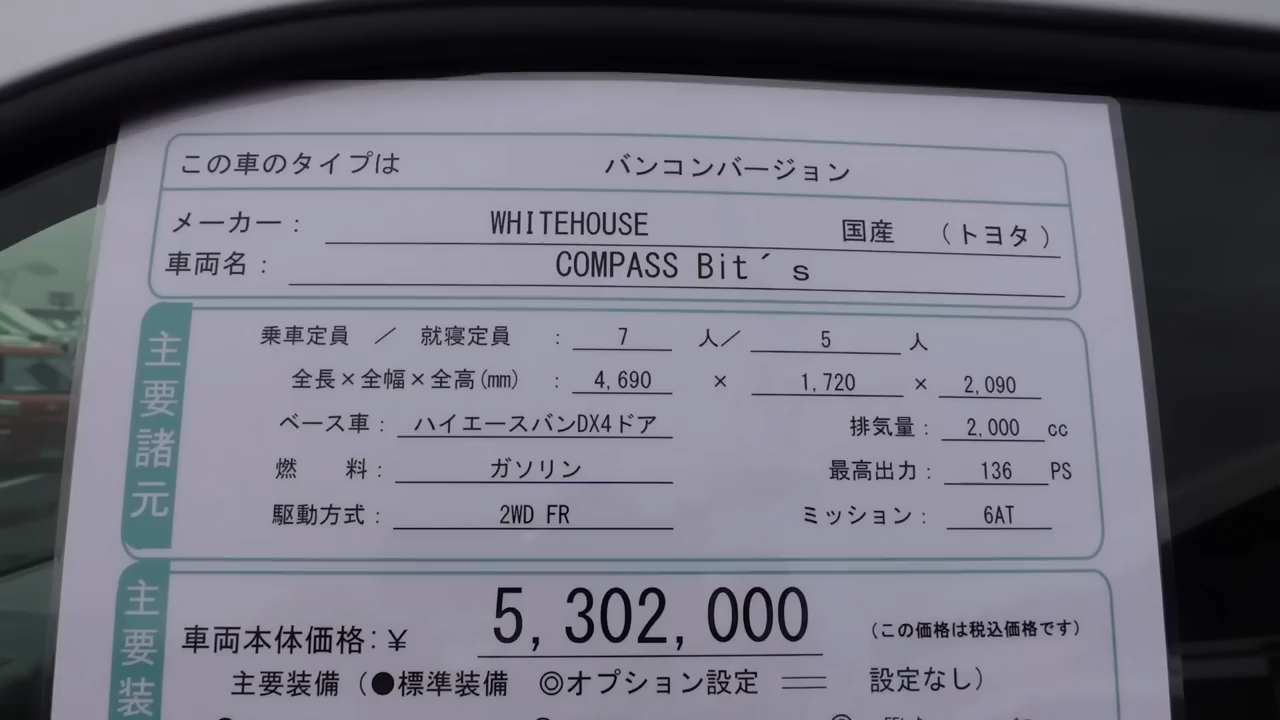 この車のタイプは バンコンバージョン
メーカー： WHITEHOUSE 国産 （トヨタ）
車両名： COMPASS Bit´s
主要諸元
乗車定員 ／ 就寝定員 ： 7 人／ 5 人
全長×全幅×全高(mm) ： 4,690 × 1,720 × 2,090
ベース車： ハイエースバンDX4ドア 排気量： 2,000 cc
燃 料： ガソリン 最高出力： 136 PS
駆動方式： 2WD FR ミッション： 6AT
主要装
車両本体価格：￥ 5,302,000 （この価格は税込価格です）
主要装備（●標準装備 ◎オプション設定 ＝ 設定なし）